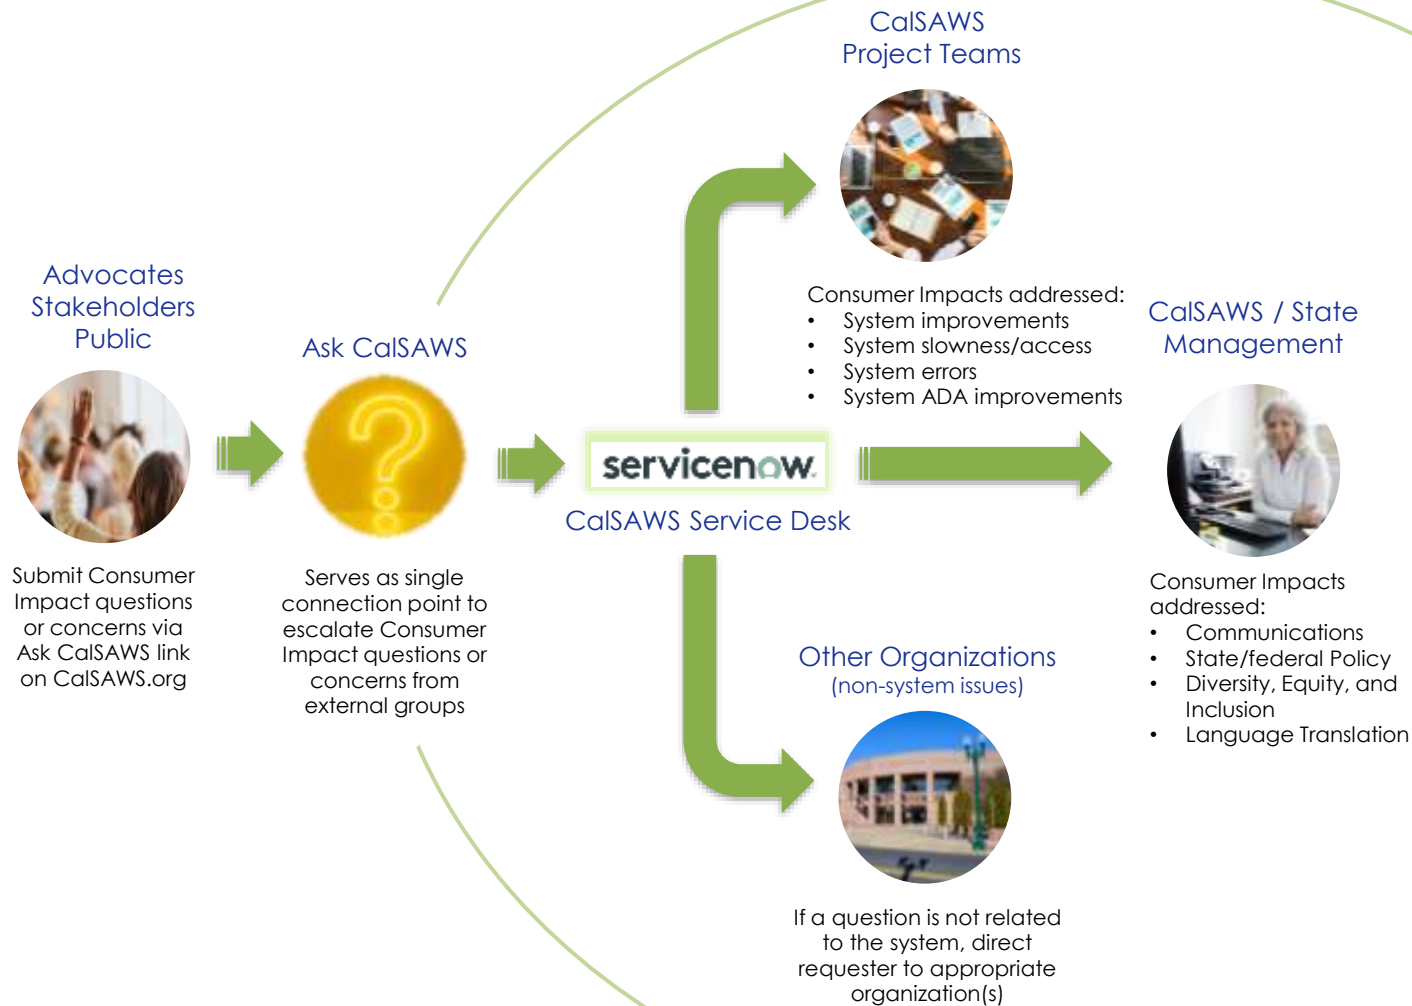 CalSAWS
Project Teams
Consumer Impacts addressed:
• System improvements
• System slowness/access
• System errors
• System ADA improvements
Advocates
Stakeholders
Public
Submit Consumer
Impact questions
or concerns via
Ask CalSAWS link
on CalSAWS.org
Ask CalSAWS
Serves as single
connection point to
escalate Consumer
Impact questions or
concerns from
external groups
servicenow.
CalSAWS Service Desk
CalSAWS / State
Management
Consumer Impacts
addressed:
• Communications
• State/federal Policy
• Diversity, Equity, and
Inclusion
• Language Translation
Other Organizations
(non-system issues)
If a question is not related
to the system, direct
requester to appropriate
organization(s)